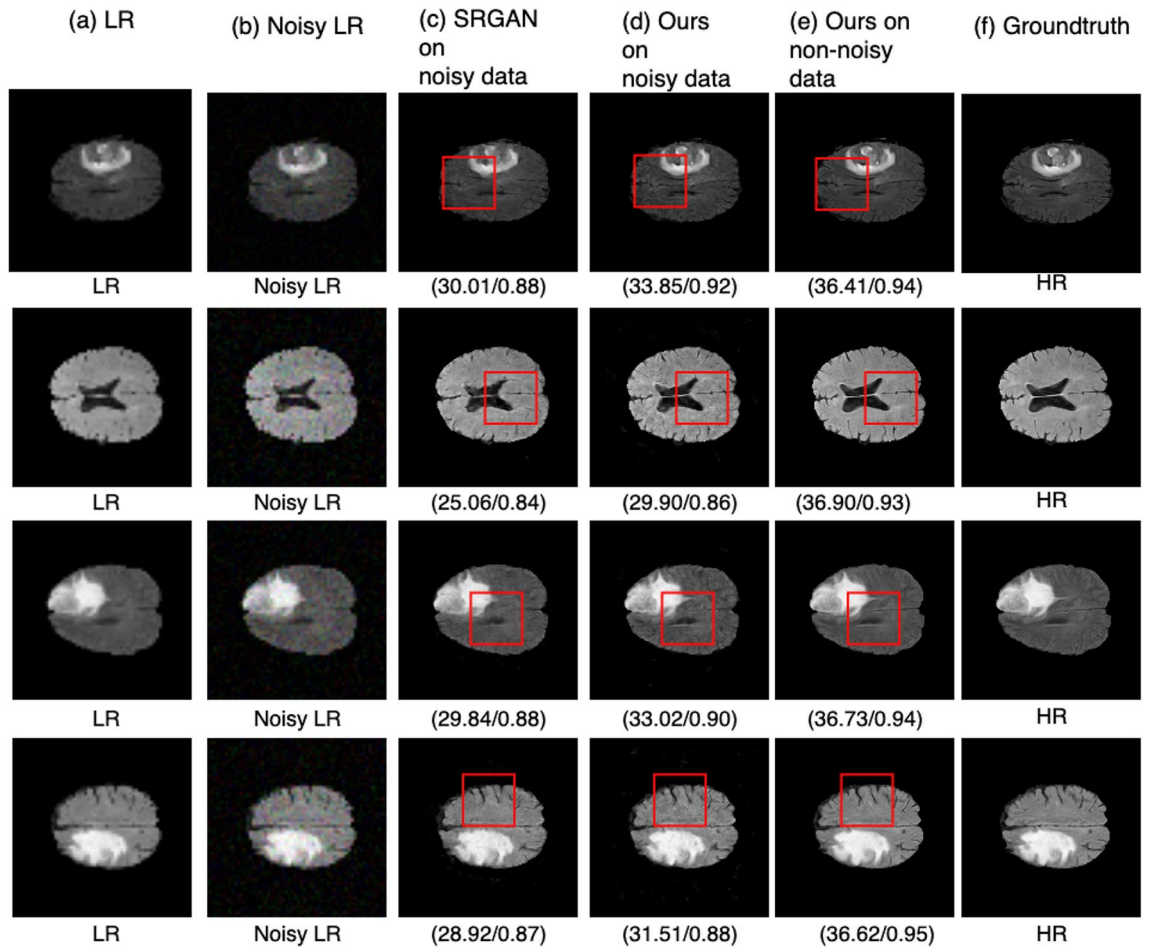 (a) LR
(b) Noisy LR
(c) SRGAN
on
noisy data
(d) Ours
on
noisy data
(e) Ours on
non-noisy
data
(f) Groundtruth
LR
Noisy LR
(30.01/0.88)
(33.85/0.92)
(36.41/0.94)
HR
LR
Noisy LR
(25.06/0.84)
(29.90/0.86)
(36.90/0.93)
HR
LR
Noisy LR
(29.84/0.88)
(33.02/0.90)
(36.73/0.94)
HR
LR
Noisy LR
(28.92/0.87)
(31.51/0.88)
(36.62/0.95)
HR